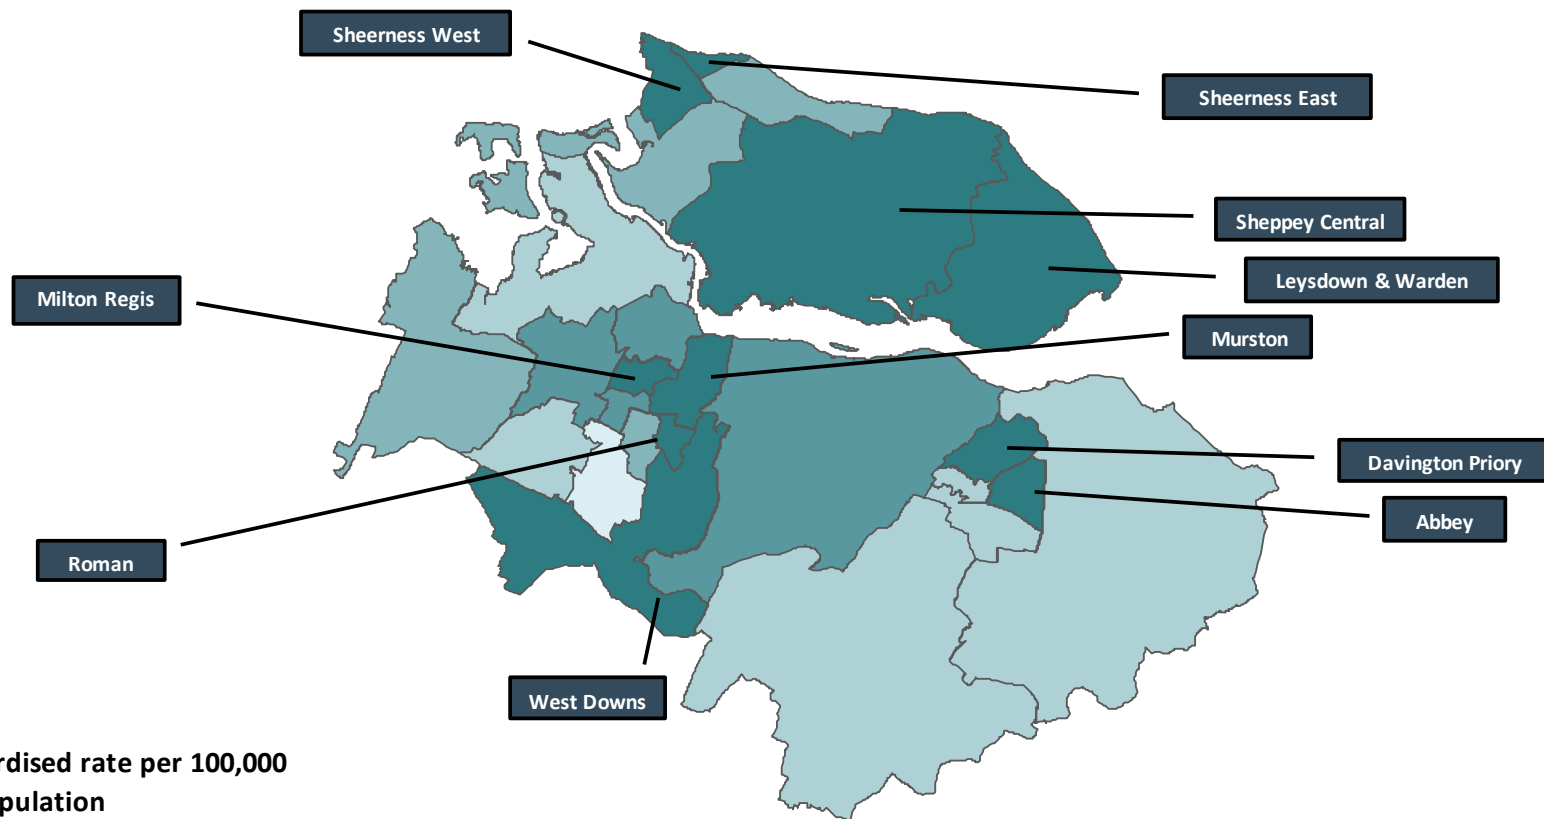 Sheerness West
Sheerness East
Sheppey Central
Leysdown & Warden
Milton Regis
Murston
Davington Priory
Abbey
Roman
West Downs
rdised rate per 100,000
pulation